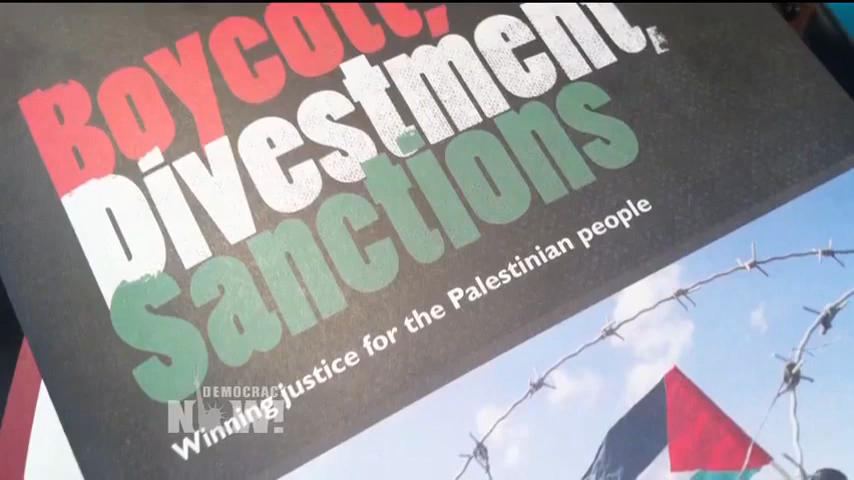 Boycott,
Divestment,
Sanctions
Winning justice for the Palestinian people
DEMOCRACY
NOW!